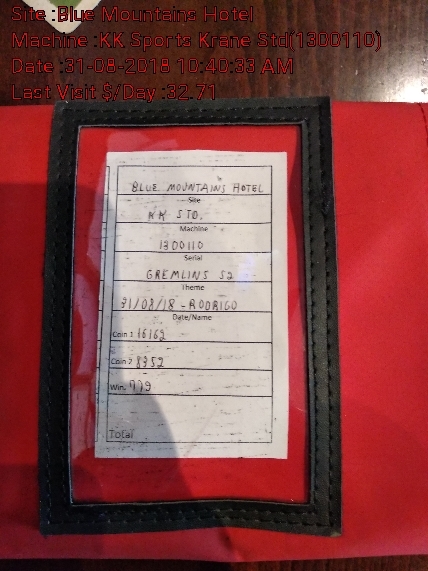 Site :Blue Mountains Hotel
Machine :KK Sports Krane Std(1300110)
Date :31-08-2018 10:40:33 AM
Last Visit $/Day :32.71
BLUE MOUNTAINS HOTEL
Site
KK STD.
Machine
1300110
Serial
GREMLINS S2
Theme
31/08/18 - RODRIGO
Date/Name
Coin 1 16162
Coin 2 8952
Win. 779
Total